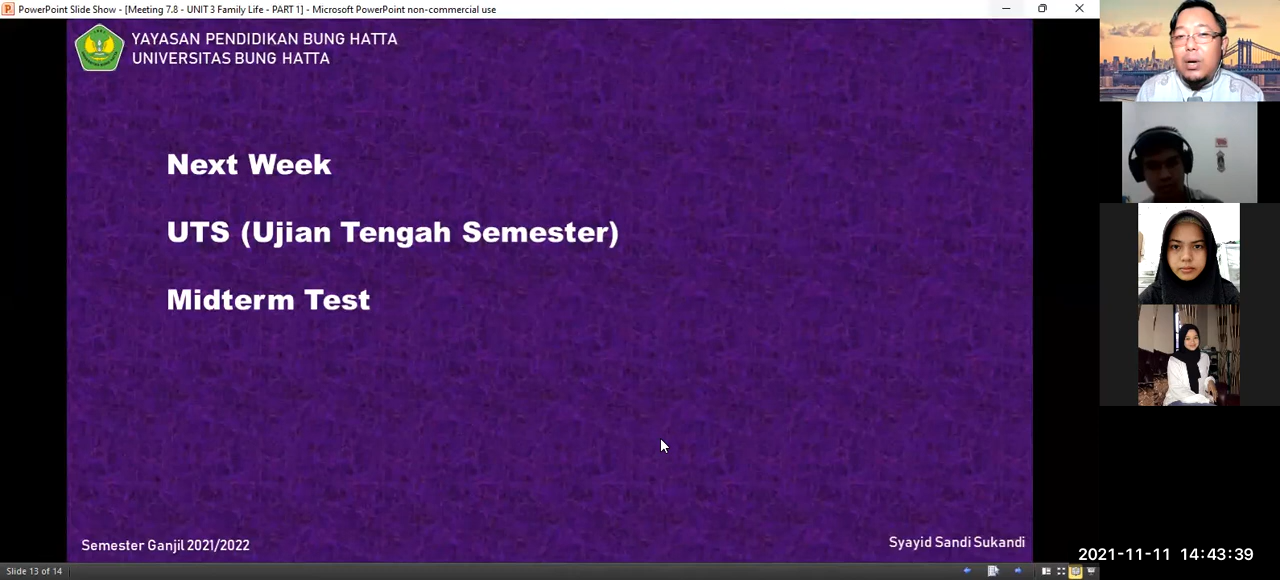 PowerPoint Slide Show - [Meeting 7.8 - UNIT 3 Family Life - PART 1] - Microsoft PowerPoint non-commercial use
YAYASAN PENDIDIKAN BUNG HATTA
UNIVERSITAS BUNG HATTA
Next Week
UTS (Ujian Tengah Semester)
Midterm Test
Semester Ganjil 2021/2022
Syayid Sandi Sukandi
2021-11-11 14:43:39
Slide 13 of 14